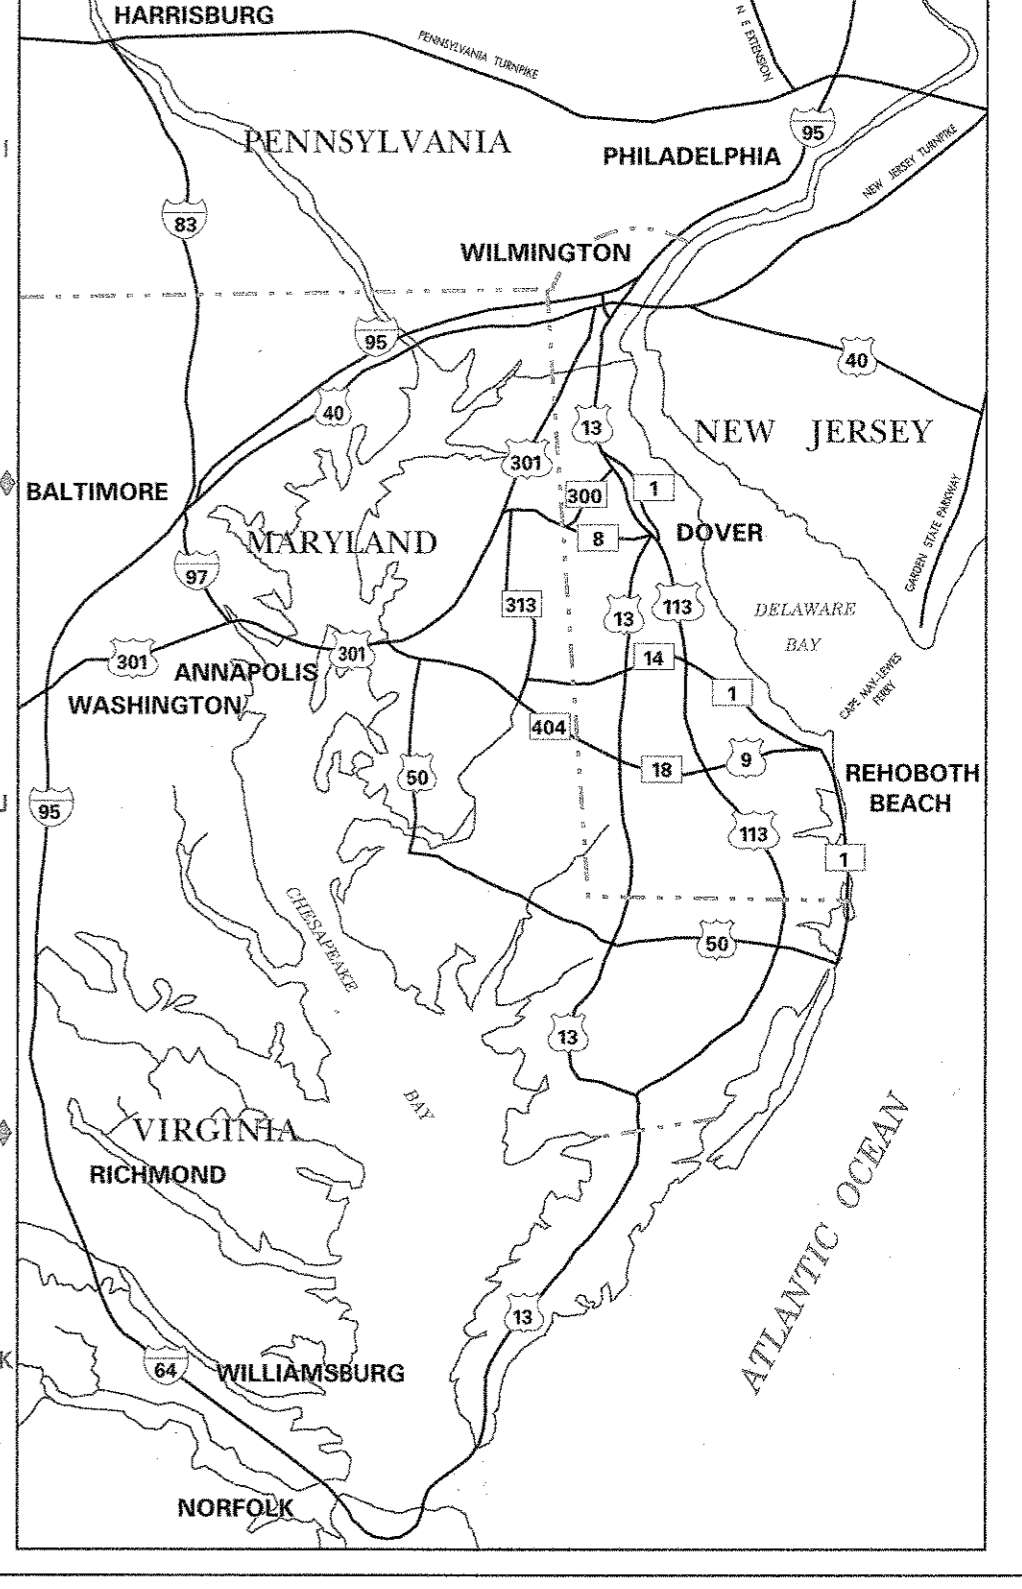 HARRISBURG
PENNSYLVANIA TURNPIKE
N E EXTENSION
95
PENNSYLVANIA
PHILADELPHIA
NEW JERSEY TURNPIKE
83
WILMINGTON
95
40
40
13
NEW JERSEY
301
BALTIMORE
300
1
MARYLAND
8
DOVER
GARDEN STATE PARKWAY
97
313
13
113
DELAWARE
BAY
301
301
14
ANNAPOLIS
CAPE MAY-LEWES
FERRY
1
WASHINGTON
404
50
18
9
REHOBOTH
BEACH
95
113
1
CHESAPEAKE
50
13
BAY
VIRGINIA
RICHMOND
ATLANTIC OCEAN
13
64
WILLIAMSBURG
NORFOLK
I
J
K